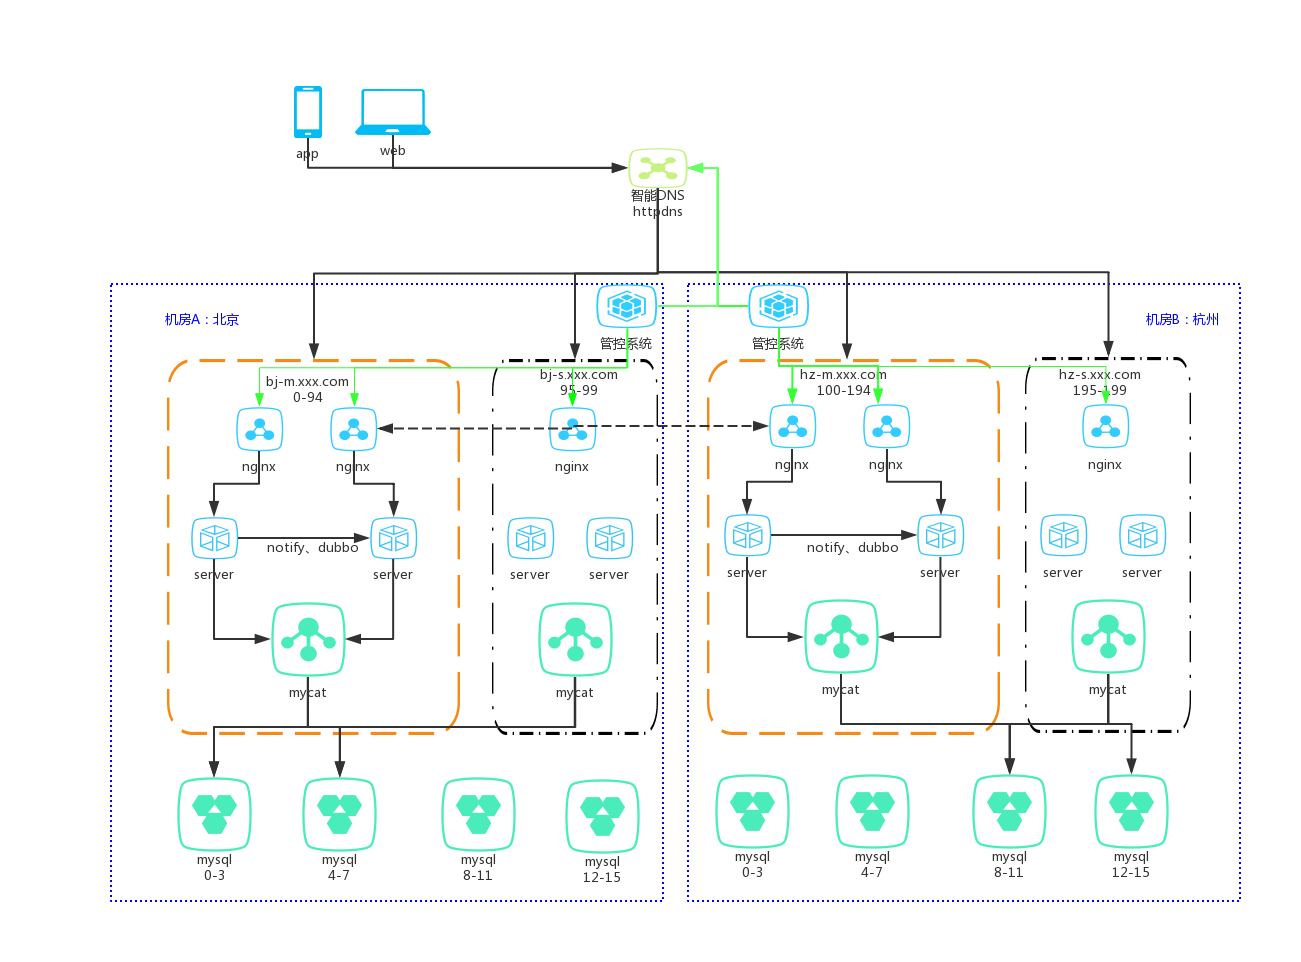 app
web
智能DNS
httpdns
机房A：北京
管控系统
管控系统
机房B：杭州
bj-m.xxx.com
0-94
bj-s.xxx.com
95-99
hz-m.xxx.com
100-194
hz-s.xxx.com
195-199
nginx
nginx
nginx
nginx
nginx
nginx
notify、dubbo
notify、dubbo
server
server
server
server
server
server
server
server
mycat
mycat
mycat
mycat
mysql
0-3
mysql
4-7
mysql
8-11
mysql
12-15
mysql
0-3
mysql
4-7
mysql
8-11
mysql
12-15